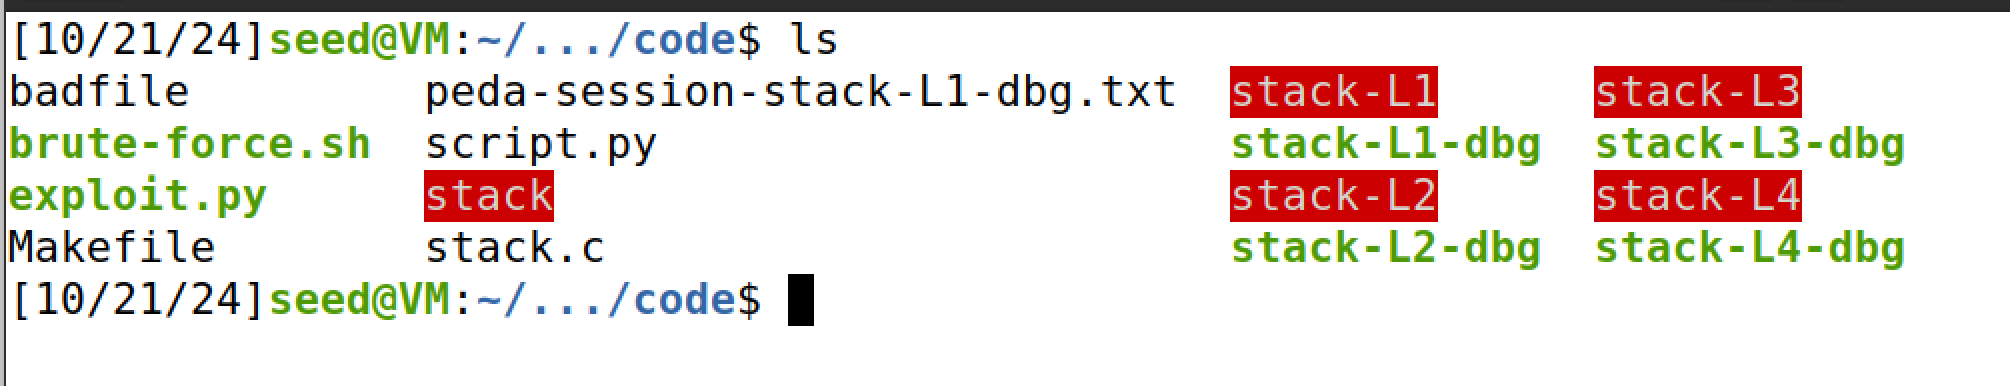 [10/21/24]seed@VM:~/.../code$ ls
badfile peda-session-stack-L1-dbg.txt stack-L1 stack-L3
brute-force.sh script.py stack-L1-dbg stack-L3-dbg
exploit.py stack stack-L2 stack-L4
Makefile stack.c stack-L2-dbg stack-L4-dbg
[10/21/24]seed@VM:~/.../code$